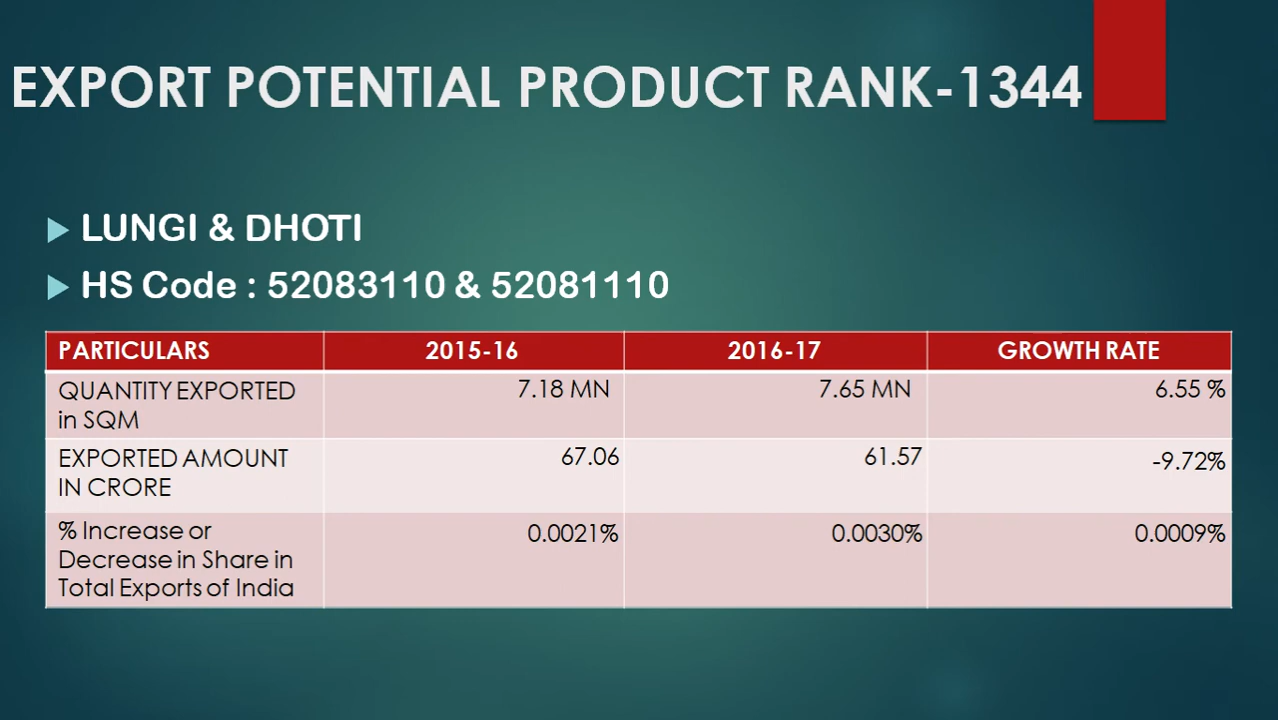 EXPORT POTENTIAL PRODUCT RANK-1344
LUNGI & DHOTI
HS Code : 52083110 & 52081110
PARTICULARS 2015-16 2016-17 GROWTH RATE
QUANTITY EXPORTED 7.18 MN 7.65 MN 6.55 %
in SQM
EXPORTED AMOUNT 67.06 61.57 -9.72%
IN CRORE
% Increase or 0.0021% 0.0030% 0.0009%
Decrease in Share in
Total Exports of India